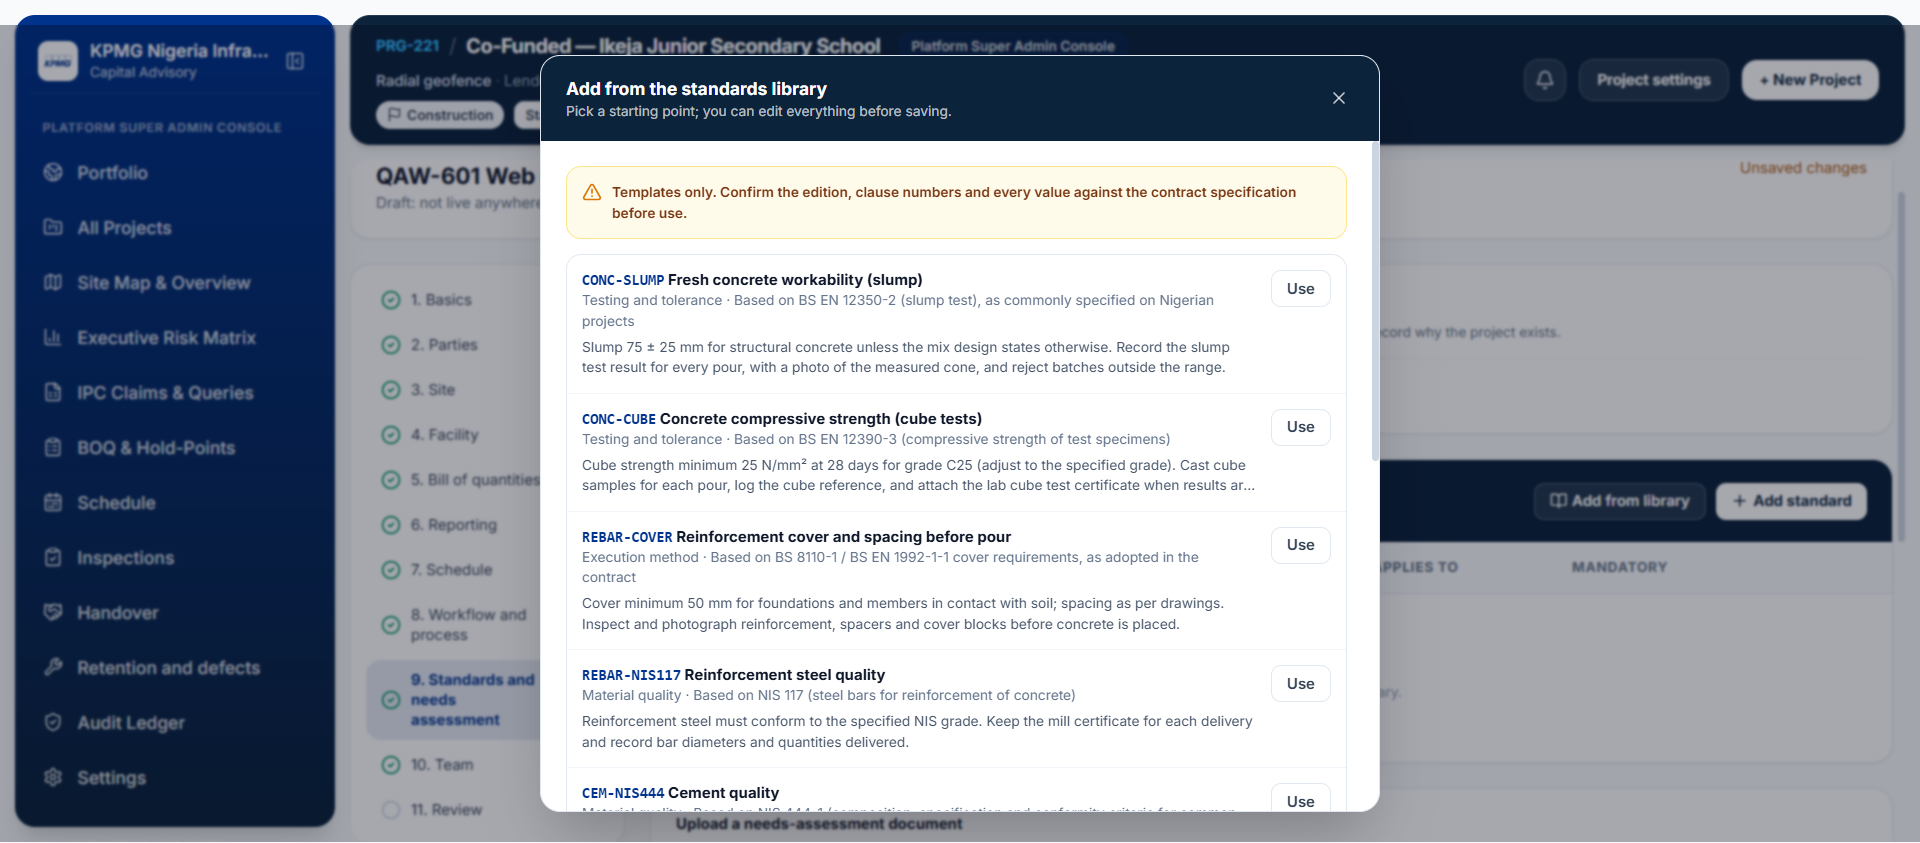 KPMG Nigeria Infra...
Capital Advisory
PLATFORM SUPER ADMIN CONSOLE
Portfolio
All Projects
Site Map & Overview
Executive Risk Matrix
IPC Claims & Queries
BOQ & Hold-Points
Schedule
Inspections
Handover
Retention and defects
Audit Ledger
Settings
PRG-221 / Co-Funded — Ikeja Junior Secondary School Platform Super Admin Console
Radial geofence · Lend
Construction
Project settings
+ New Project
QAW-601 Web
Draft: not live anywhere
Unsaved changes
1. Basics
2. Parties
3. Site
4. Facility
5. Bill of quantities
6. Reporting
7. Schedule
8. Workflow and
process
9. Standards and
needs
assessment
10. Team
11. Review
Add from the standards library
Pick a starting point; you can edit everything before saving.
Templates only. Confirm the edition, clause numbers and every value against the contract specification
before use.
CONC-SLUMP Fresh concrete workability (slump)
Testing and tolerance · Based on BS EN 12350-2 (slump test), as commonly specified on Nigerian
projects
Slump 75 ± 25 mm for structural concrete unless the mix design states otherwise. Record the slump
test result for every pour, with a photo of the measured cone, and reject batches outside the range.
Use
CONC-CUBE Concrete compressive strength (cube tests)
Testing and tolerance · Based on BS EN 12390-3 (compressive strength of test specimens)
Cube strength minimum 25 N/mm² at 28 days for grade C25 (adjust to the specified grade). Cast cube
samples for each pour, log the cube reference, and attach the lab cube test certificate when results ar...
Use
REBAR-COVER Reinforcement cover and spacing before pour
Execution method · Based on BS 8110-1 / BS EN 1992-1-1 cover requirements, as adopted in the
contract
Cover minimum 50 mm for foundations and members in contact with soil; spacing as per drawings.
Inspect and photograph reinforcement, spacers and cover blocks before concrete is placed.
Use
REBAR-NIS117 Reinforcement steel quality
Material quality · Based on NIS 117 (steel bars for reinforcement of concrete)
Reinforcement steel must conform to the specified NIS grade. Keep the mill certificate for each delivery
and record bar diameters and quantities delivered.
Use
CEM-NIS444 Cement quality
Material quality · Based on NIS 444-1 (composition, specification and conformity criteria for common
Use
cord why the project exists.
Add from library
+ Add standard
APPLIES TO
MANDATORY
ary.
Upload a needs-assessment document